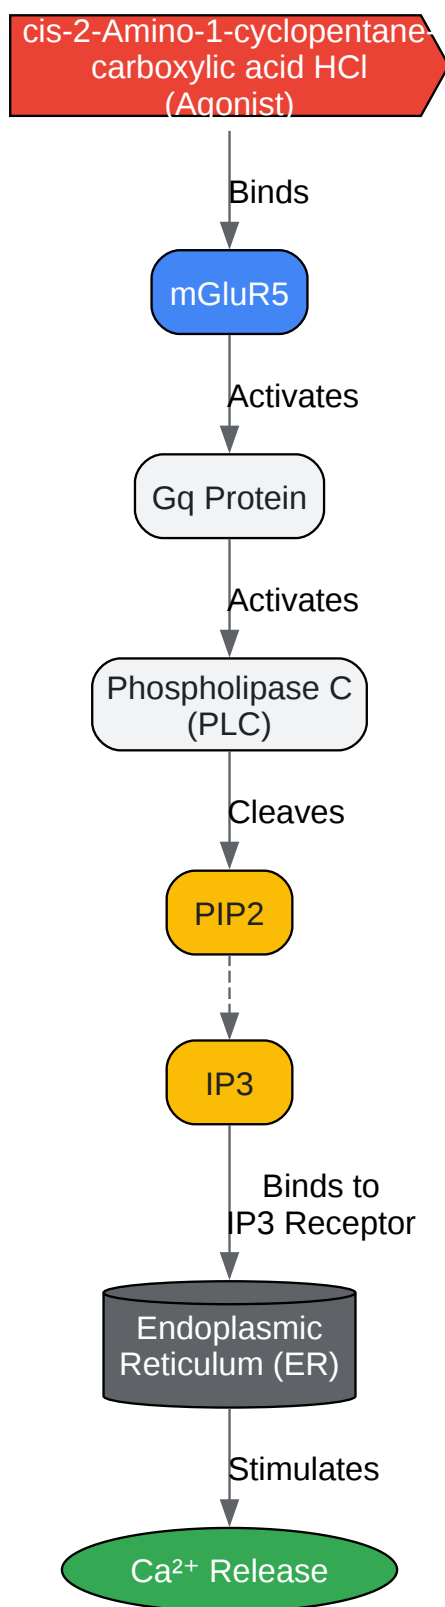 cis-2-Amino-1-cyclopentane-
carboxylic acid HCl
(Agonist)
Binds
mGluR5
Activates
Gq Protein
Activates
Phospholipase C
(PLC)
Cleaves
PIP2
IP3
Binds to
IP3 Receptor
Endoplasmic
Reticulum (ER)
Stimulates
Ca²⁺ Release